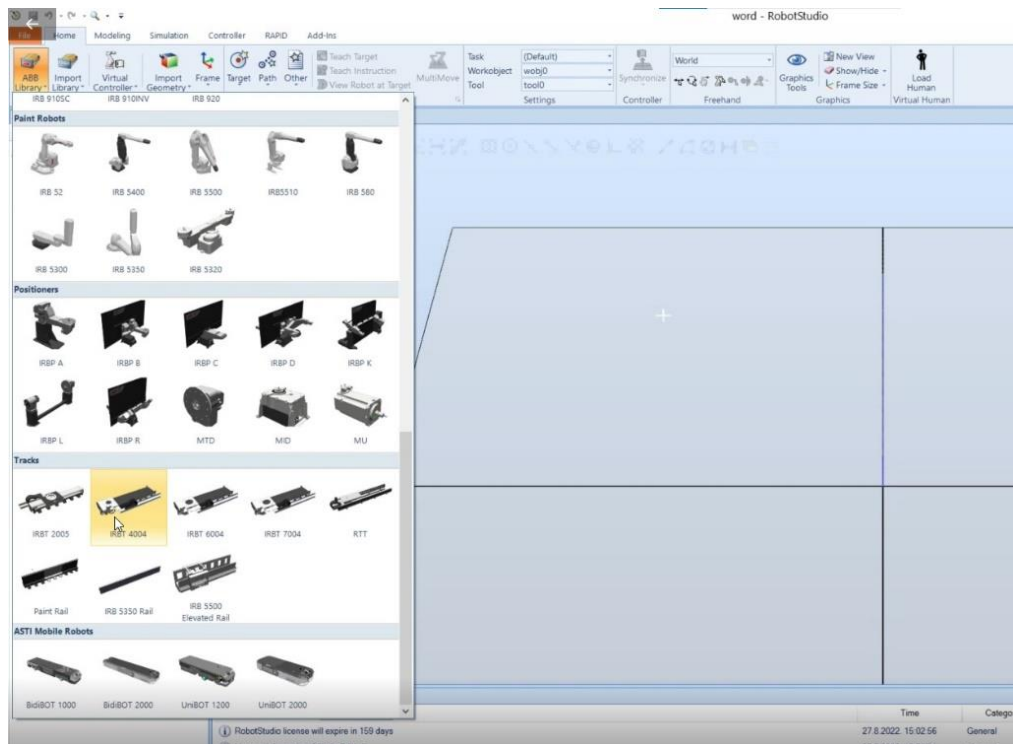 word - RobotStudio
File Home Modeling Simulation Controller RAPID Add-Ins
ABB Library
Import Library
Virtual Controller
Import Geometry
Frame
Target
Path
Other
Teach Target
Teach Instruction
View Robot at Target
MultiMove
Task (Default)
Workobject wobj0
Tool tool0
Settings
Synchronize
Controller
World
Freehand
Graphics Tools
New View
Show/Hide
Frame Size
Graphics
Load Human
Virtual Human
IRB 910SC IRB 910INV IRB 920
Paint Robots
IRB 52 IRB 5400 IRB 5500 IRB5510 IRB 580
IRB 5300 IRB 5350 IRB 5320
Positioners
IRBP A IRBP B IRBP C IRBP D IRBP K
IRBP L IRBP R MTD MID MU
Tracks
IRBT 2005 IRBT 4004 IRBT 6004 IRBT 7004 RTT
Paint Rail IRB 5350 Rail IRB 5500 Elevated Rail
ASTI Mobile Robots
BidiBOT 1000 BidiBOT 2000 UniBOT 1200 UniBOT 2000
Time Catego
RobotStudio license will expire in 159 days 27.8.2022. 15:02:56 General